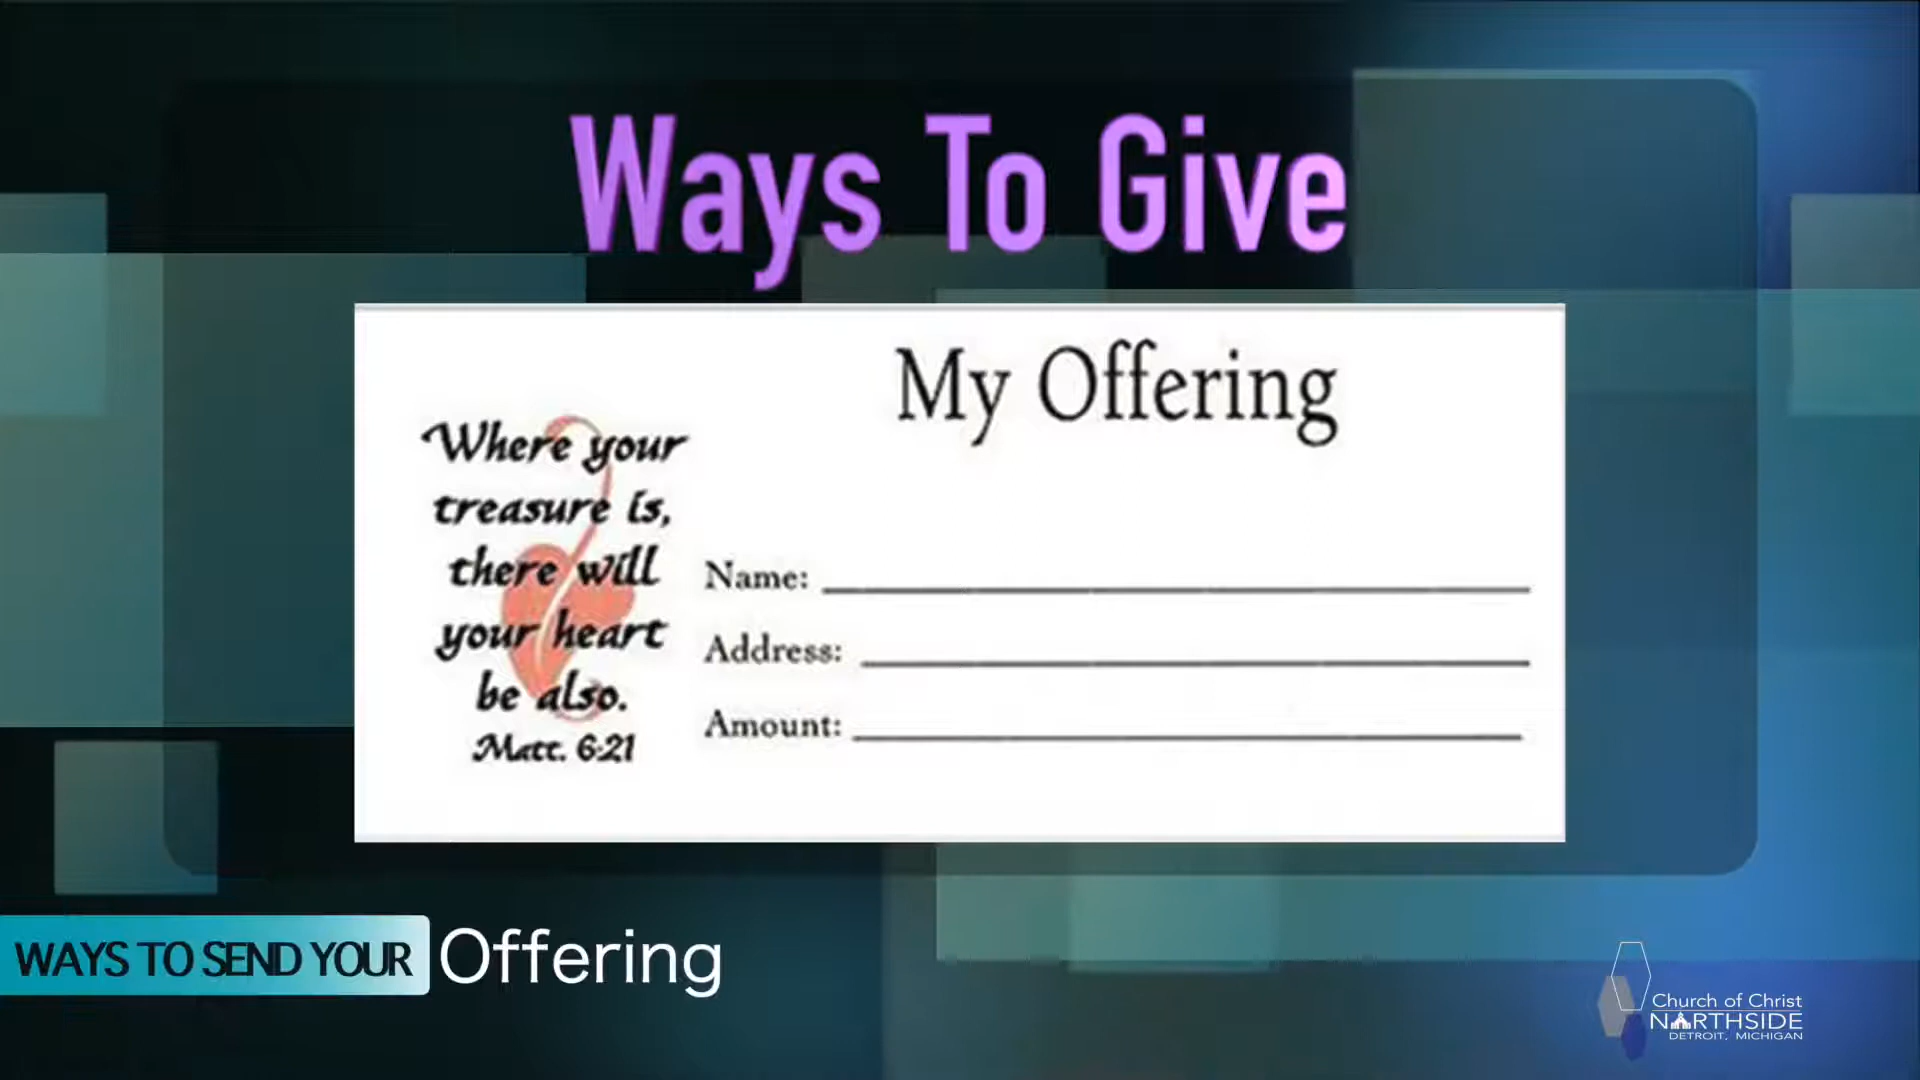 Ways To Give
My Offering
Where your
treasure is,
there will
your heart
be also.
Matt. 6:21
Name:
Address:
Amount:
WAYS TO SEND YOUR Offering
Church of Christ
NORTHSIDE
DETROIT, MICHIGAN